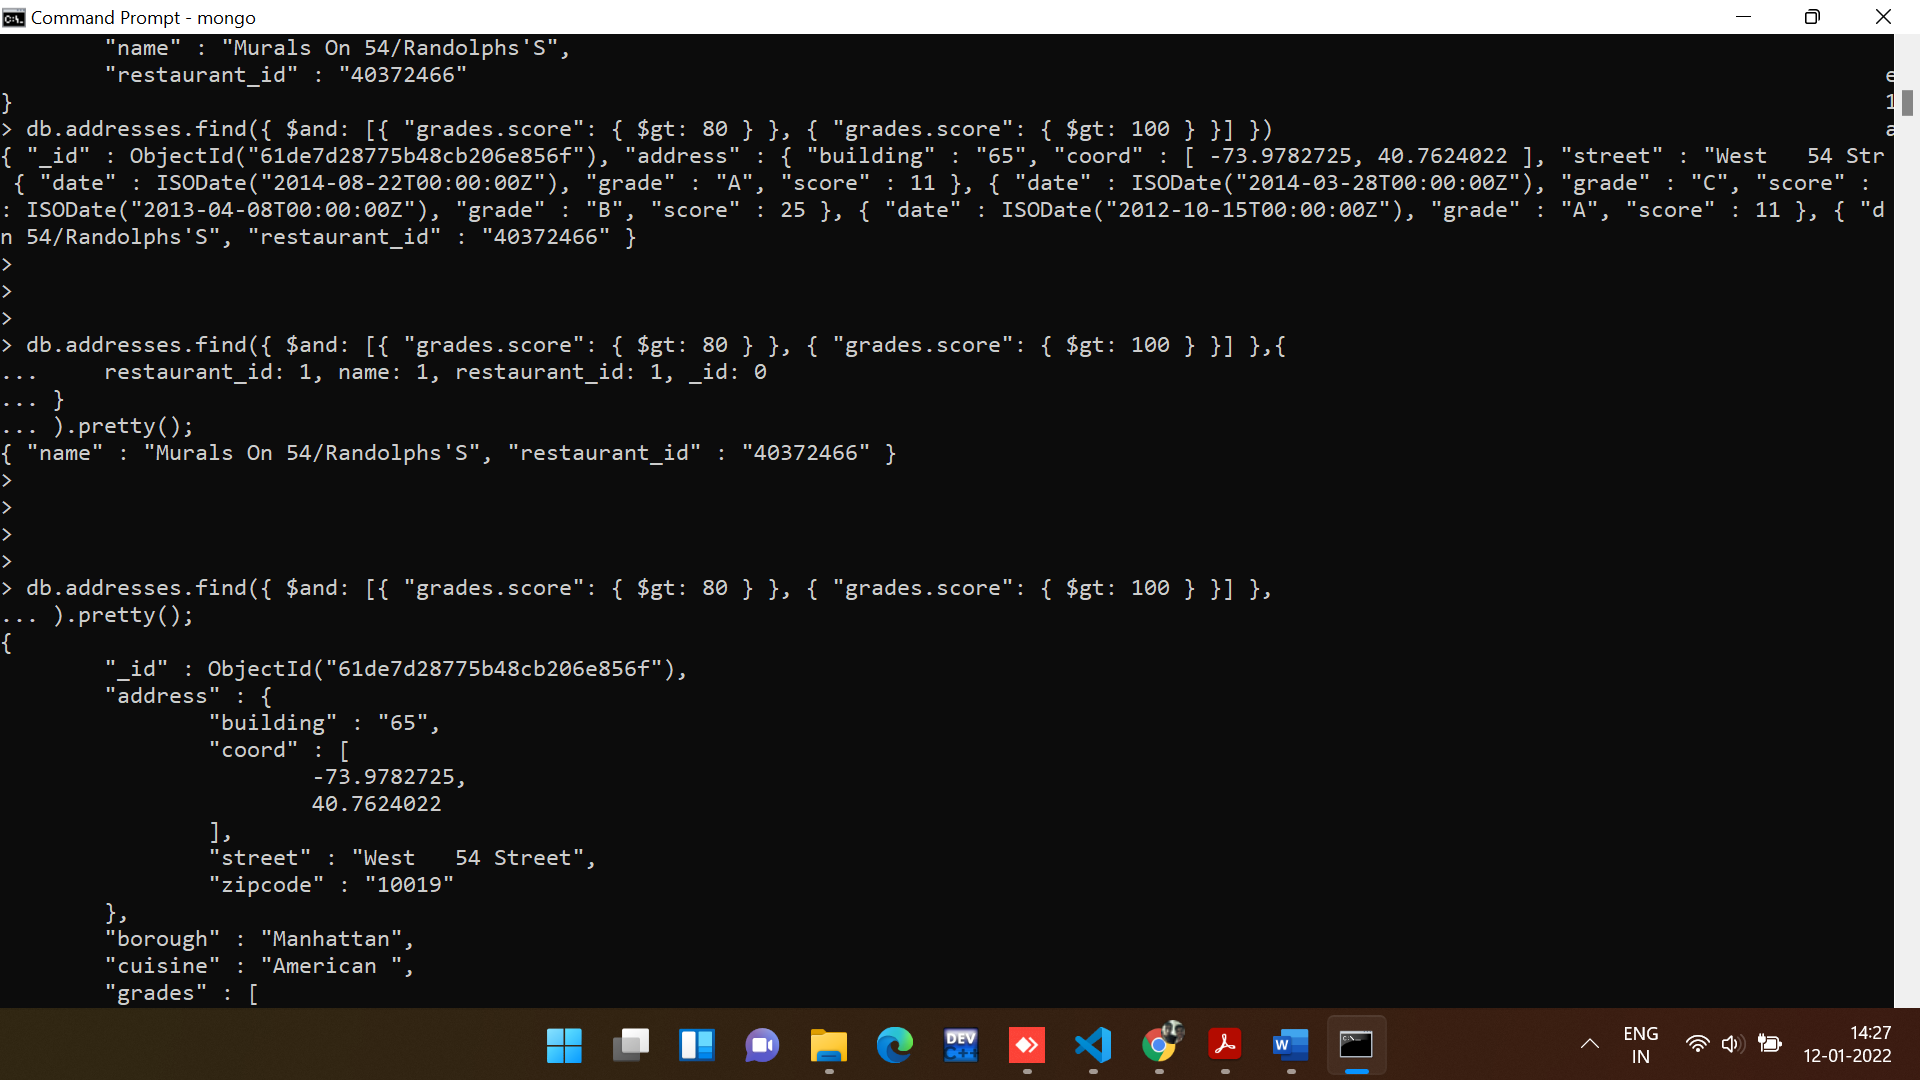 Command Prompt - mongo
        "name" : "Murals On 54/Randolphs'S",
        "restaurant_id" : "40372466"
}
> db.addresses.find({ $and: [{ "grades.score": { $gt: 80 } }, { "grades.score": { $gt: 100 } }] })
{ "_id" : ObjectId("61de7d28775b48cb206e856f"), "address" : { "building" : "65", "coord" : [ -73.9782725, 40.7624022 ], "street" : "West   54 Str
 { "date" : ISODate("2014-08-22T00:00:00Z"), "grade" : "A", "score" : 11 }, { "date" : ISODate("2014-03-28T00:00:00Z"), "grade" : "C", "score" :
: ISODate("2013-04-08T00:00:00Z"), "grade" : "B", "score" : 25 }, { "date" : ISODate("2012-10-15T00:00:00Z"), "grade" : "A", "score" : 11 }, { "d
n 54/Randolphs'S", "restaurant_id" : "40372466" }
>
>
>
> db.addresses.find({ $and: [{ "grades.score": { $gt: 80 } }, { "grades.score": { $gt: 100 } }] },{
...     restaurant_id: 1, name: 1, restaurant_id: 1, _id: 0
... }
... ).pretty();
{ "name" : "Murals On 54/Randolphs'S", "restaurant_id" : "40372466" }
>
>
>
>
> db.addresses.find({ $and: [{ "grades.score": { $gt: 80 } }, { "grades.score": { $gt: 100 } }] },
... ).pretty();
{
        "_id" : ObjectId("61de7d28775b48cb206e856f"),
        "address" : {
                "building" : "65",
                "coord" : [
                        -73.9782725,
                        40.7624022
                ],
                "street" : "West   54 Street",
                "zipcode" : "10019"
        },
        "borough" : "Manhattan",
        "cuisine" : "American ",
        "grades" : [
DEV
C++
W
ENG
IN
14:27
12-01-2022